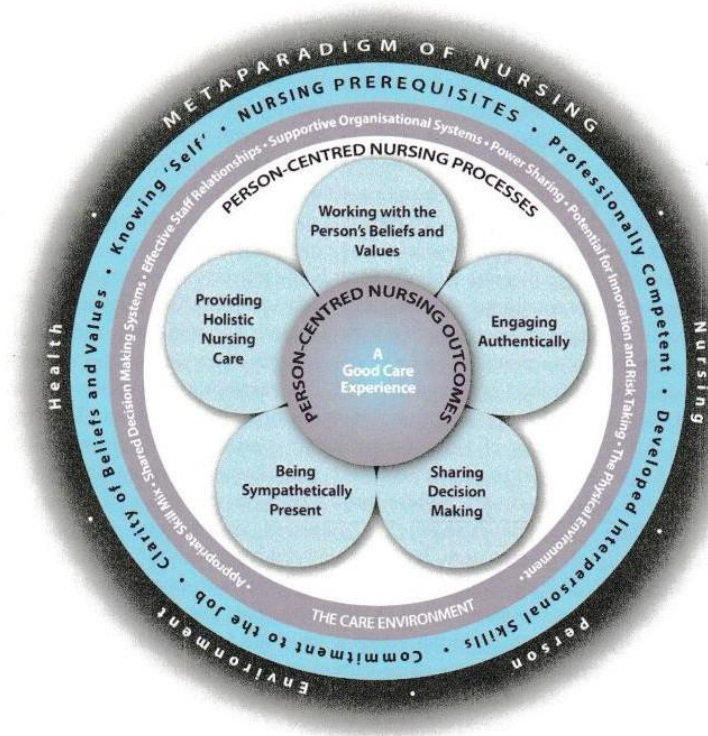 METAPARADIGM OF NURSING
Nursing
Person
Environment
Health
NURSING PREREQUISITES • Professionally Competent • Developed Interpersonal Skills • Commitment to the Job • Clarity of Beliefs and Values • Knowing 'Self' •
THE CARE ENVIRONMENT
• Appropriate Skill Mix • Shared Decision Making Systems • Effective Staff Relationships • Supportive Organisational Systems • Power Sharing • Potential for Innovation and Risk Taking • The Physical Environment •
PERSON-CENTRED NURSING PROCESSES
Working with the
Person's Beliefs and
Values
Engaging
Authentically
Sharing
Decision
Making
Being
Sympathetically
Present
Providing
Holistic
Nursing
Care
PERSON-CENTRED NURSING OUTCOMES
A
Good Care
Experience